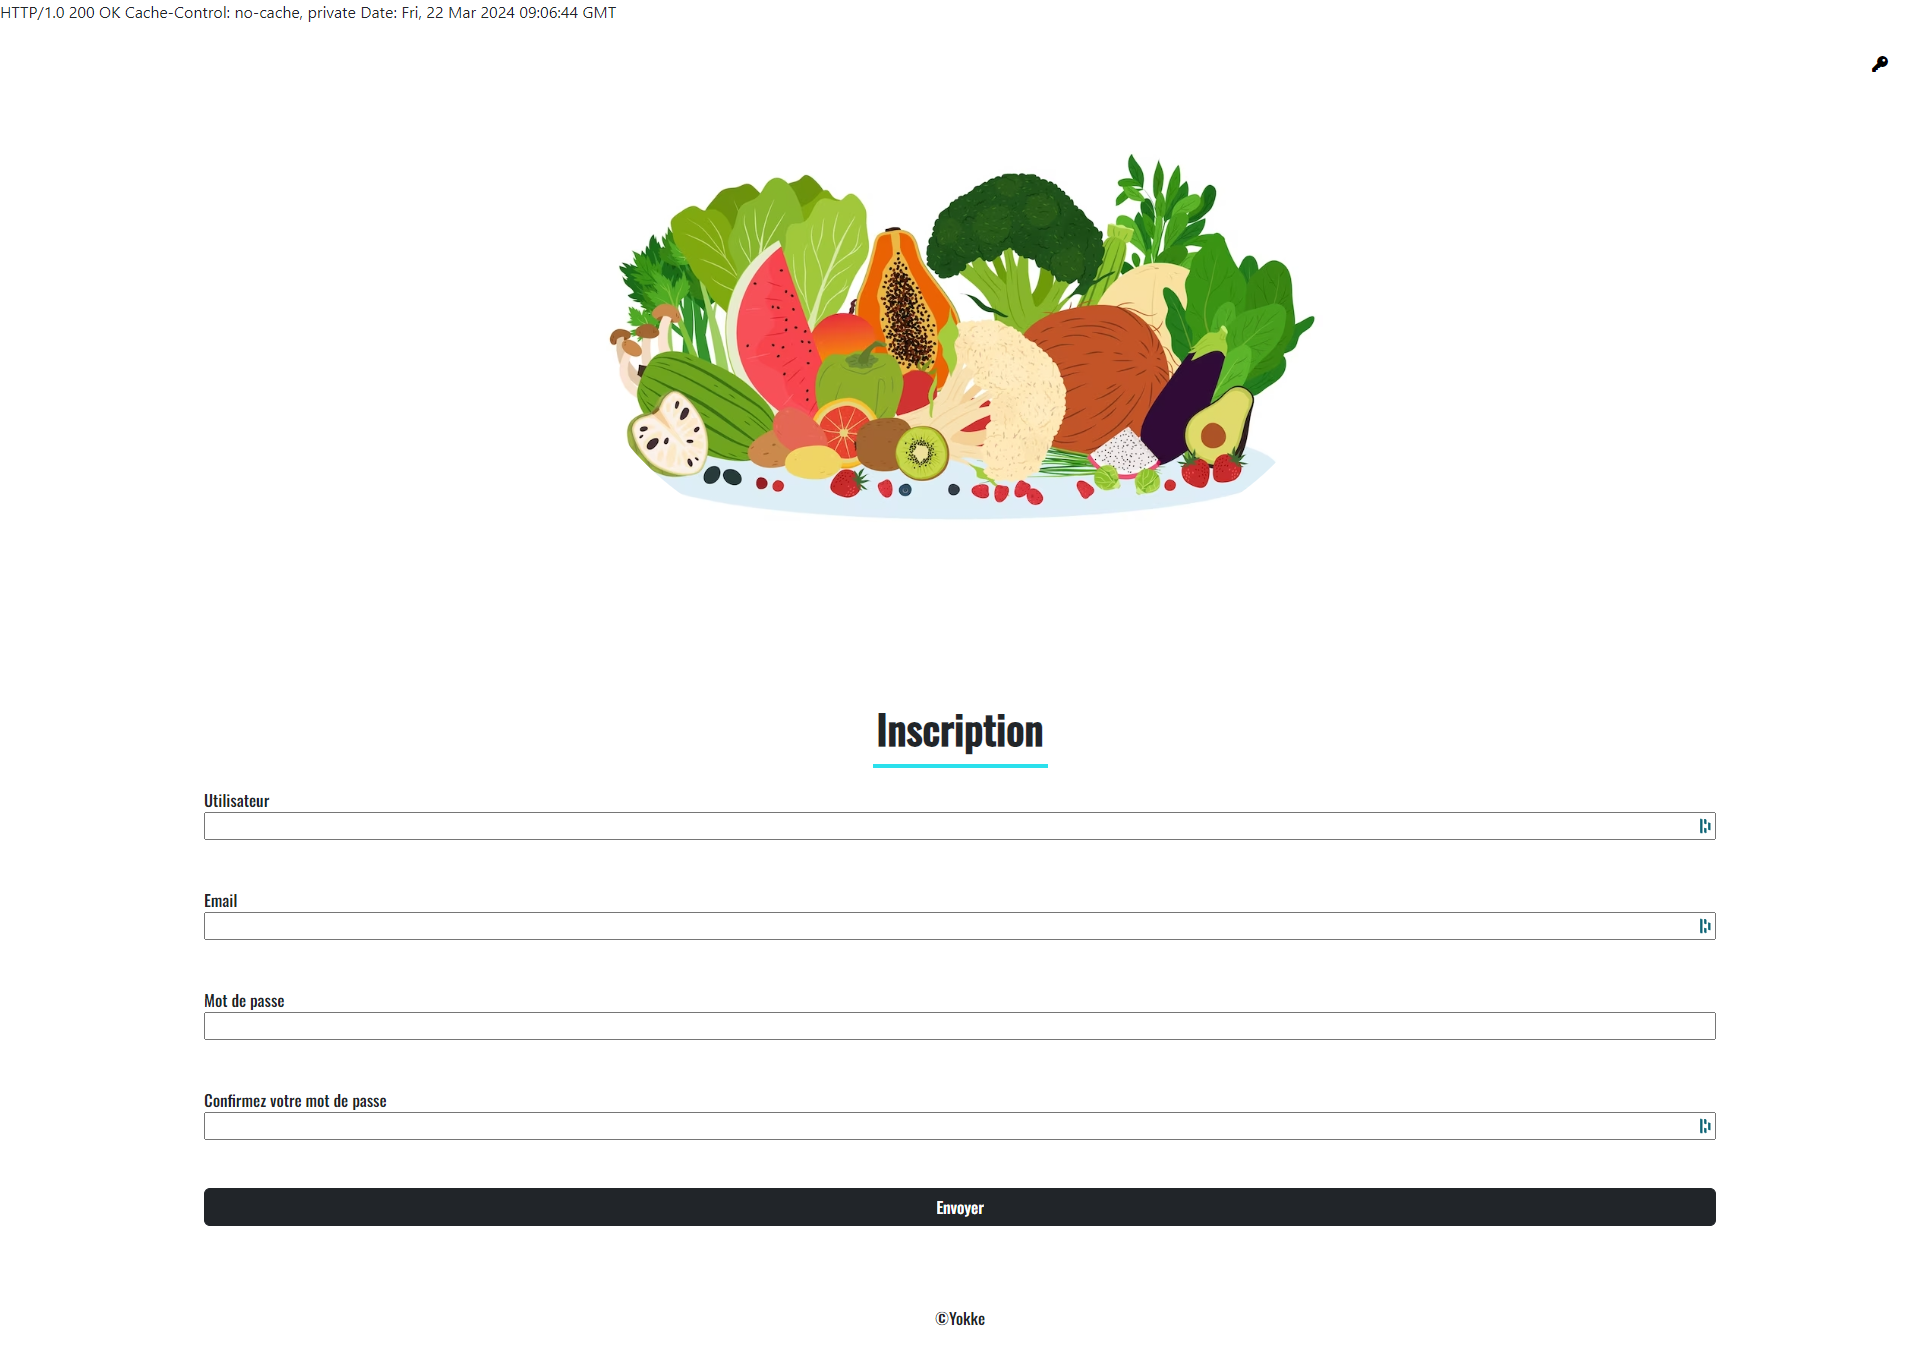 HTTP/1.0 200 OK Cache-Control: no-cache, private Date: Fri, 22 Mar 2024 09:06:44 GMT
Inscription
Utilisateur
Email
Mot de passe
Confirmez votre mot de passe
Envoyer
©Yokke